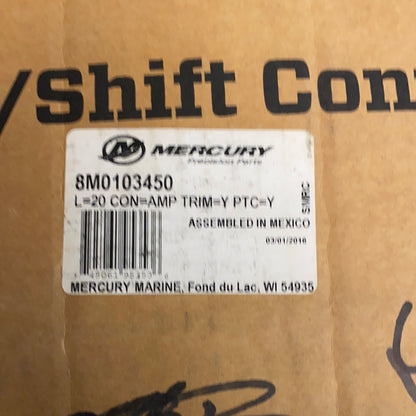 /Shift Con
MERCURY
Precision Parts
8M0103450
L=20 CON=AMP TRIM=Y PTC=Y
SMRC
ASSEMBLED IN MEXICO
03/01/2016
MERCURY MARINE, Fond du Lac, WI 54935